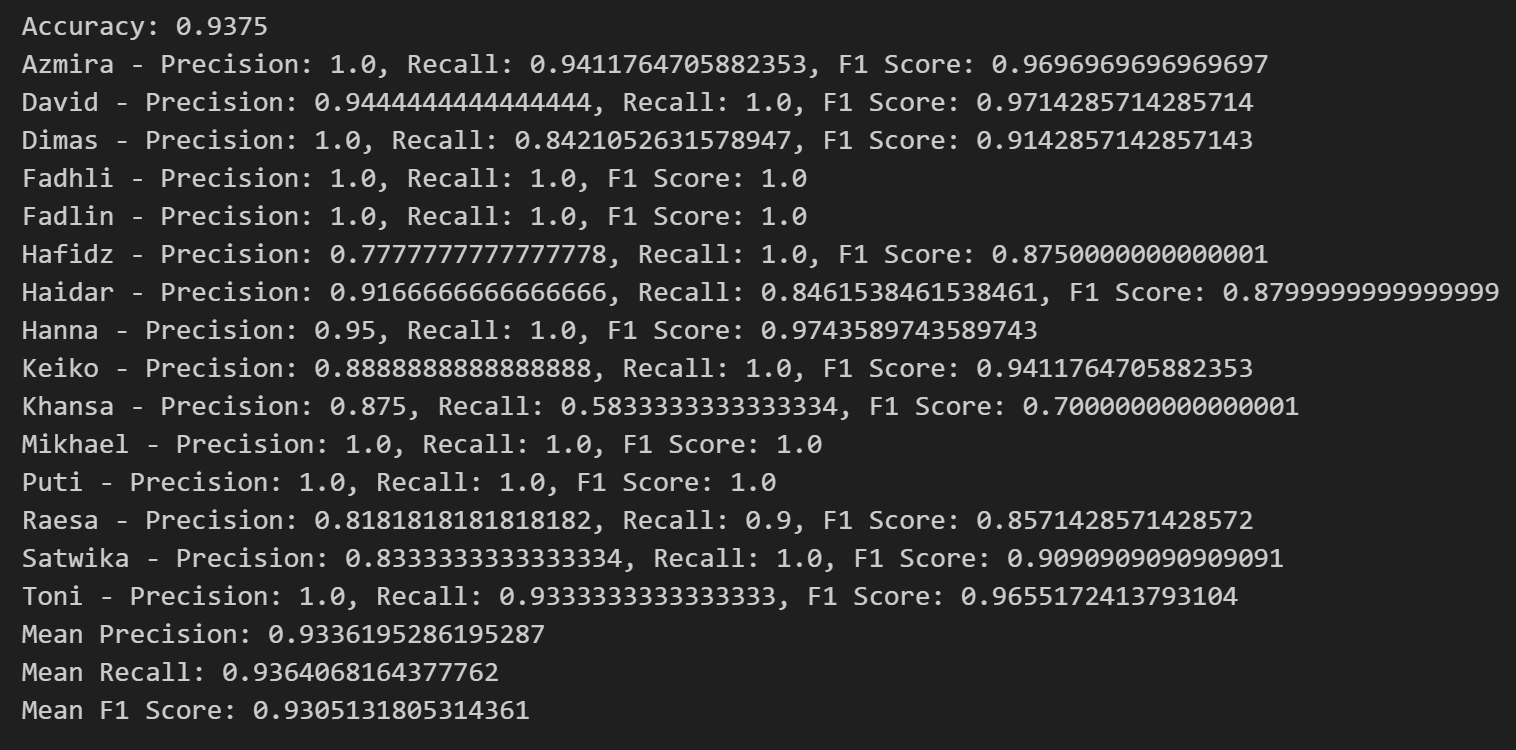 Accuracy: 0.9375
Azmira - Precision: 1.0, Recall: 0.9411764705882353, F1 Score: 0.9696969696969697
David - Precision: 0.9444444444444444, Recall: 1.0, F1 Score: 0.9714285714285714
Dimas - Precision: 1.0, Recall: 0.8421052631578947, F1 Score: 0.9142857142857143
Fadhli - Precision: 1.0, Recall: 1.0, F1 Score: 1.0
Fadlin - Precision: 1.0, Recall: 1.0, F1 Score: 1.0
Hafidz - Precision: 0.7777777777777778, Recall: 1.0, F1 Score: 0.8750000000000001
Haidar - Precision: 0.9166666666666666, Recall: 0.8461538461538461, F1 Score: 0.8799999999999999
Hanna - Precision: 0.95, Recall: 1.0, F1 Score: 0.9743589743589743
Keiko - Precision: 0.8888888888888888, Recall: 1.0, F1 Score: 0.9411764705882353
Khansa - Precision: 0.875, Recall: 0.5833333333333334, F1 Score: 0.7000000000000001
Mikhael - Precision: 1.0, Recall: 1.0, F1 Score: 1.0
Puti - Precision: 1.0, Recall: 1.0, F1 Score: 1.0
Raesa - Precision: 0.8181818181818182, Recall: 0.9, F1 Score: 0.8571428571428572
Satwika - Precision: 0.8333333333333334, Recall: 1.0, F1 Score: 0.9090909090909091
Toni - Precision: 1.0, Recall: 0.9333333333333333, F1 Score: 0.9655172413793104
Mean Precision: 0.9336195286195287
Mean Recall: 0.9364068164377762
Mean F1 Score: 0.9305131805314361